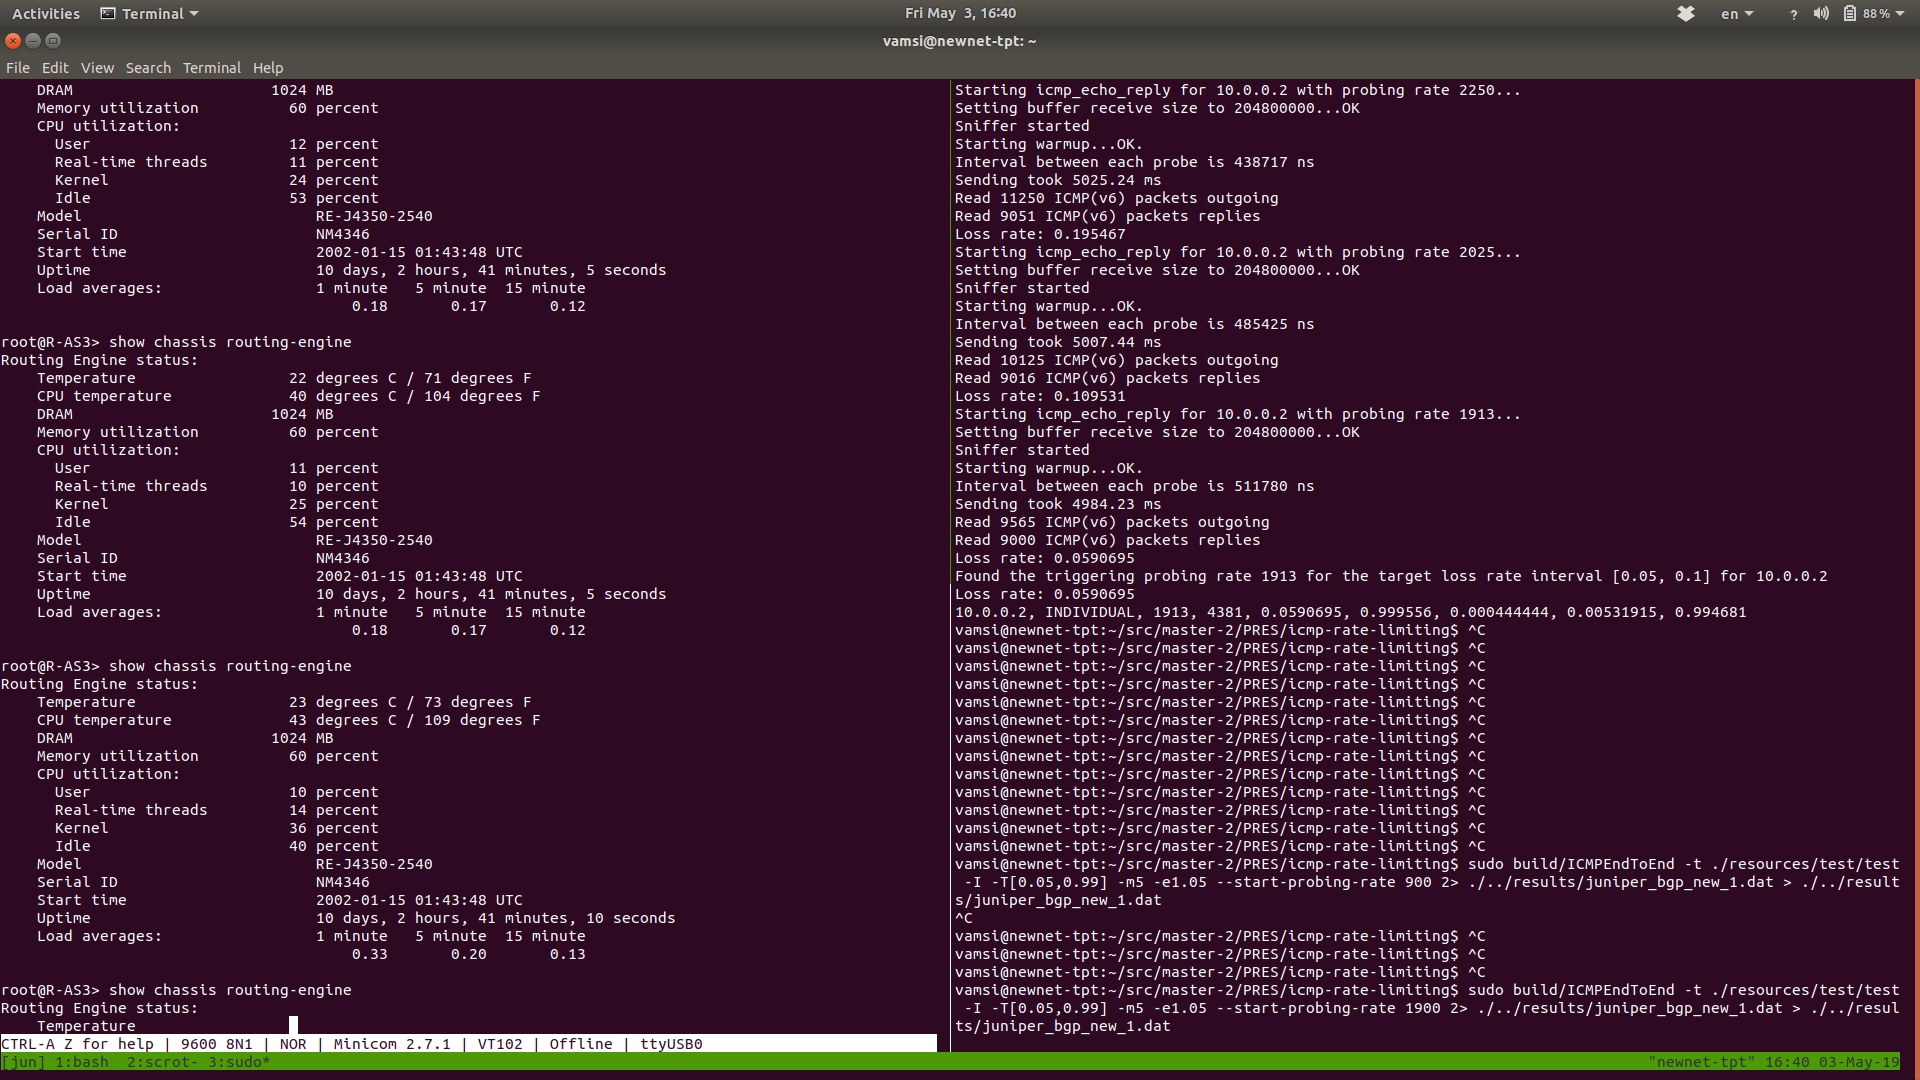 Activities Terminal Fri May 3, 16:40 en ? 88 %
vamsi@newnet-tpt: ~
File Edit View Search Terminal Help
DRAM 1024 MB
Memory utilization 60 percent
CPU utilization:
User 12 percent
Real-time threads 11 percent
Kernel 24 percent
Idle 53 percent
Model RE-J4350-2540
Serial ID NM4346
Start time 2002-01-15 01:43:48 UTC
Uptime 10 days, 2 hours, 41 minutes, 5 seconds
Load averages: 1 minute 5 minute 15 minute
0.18 0.17 0.12
root@R-AS3> show chassis routing-engine
Routing Engine status:
Temperature 22 degrees C / 71 degrees F
CPU temperature 40 degrees C / 104 degrees F
DRAM 1024 MB
Memory utilization 60 percent
CPU utilization:
User 11 percent
Real-time threads 10 percent
Kernel 25 percent
Idle 54 percent
Model RE-J4350-2540
Serial ID NM4346
Start time 2002-01-15 01:43:48 UTC
Uptime 10 days, 2 hours, 41 minutes, 5 seconds
Load averages: 1 minute 5 minute 15 minute
0.18 0.17 0.12
root@R-AS3> show chassis routing-engine
Routing Engine status:
Temperature 23 degrees C / 73 degrees F
CPU temperature 43 degrees C / 109 degrees F
DRAM 1024 MB
Memory utilization 60 percent
CPU utilization:
User 10 percent
Real-time threads 14 percent
Kernel 36 percent
Idle 40 percent
Model RE-J4350-2540
Serial ID NM4346
Start time 2002-01-15 01:43:48 UTC
Uptime 10 days, 2 hours, 41 minutes, 10 seconds
Load averages: 1 minute 5 minute 15 minute
0.33 0.20 0.13
root@R-AS3> show chassis routing-engine
Routing Engine status:
Temperature
CTRL-A Z for help | 9600 8N1 | NOR | Minicom 2.7.1 | VT102 | Offline | ttyUSB0
Starting icmp_echo_reply for 10.0.0.2 with probing rate 2250...
Setting buffer receive size to 204800000...OK
Sniffer started
Starting warmup...OK.
Interval between each probe is 438717 ns
Sending took 5025.24 ms
Read 11250 ICMP(v6) packets outgoing
Read 9051 ICMP(v6) packets replies
Loss rate: 0.195467
Starting icmp_echo_reply for 10.0.0.2 with probing rate 2025...
Setting buffer receive size to 204800000...OK
Sniffer started
Starting warmup...OK.
Interval between each probe is 485425 ns
Sending took 5007.44 ms
Read 10125 ICMP(v6) packets outgoing
Read 9016 ICMP(v6) packets replies
Loss rate: 0.109531
Starting icmp_echo_reply for 10.0.0.2 with probing rate 1913...
Setting buffer receive size to 204800000...OK
Sniffer started
Starting warmup...OK.
Interval between each probe is 511780 ns
Sending took 4984.23 ms
Read 9565 ICMP(v6) packets outgoing
Read 9000 ICMP(v6) packets replies
Loss rate: 0.0590695
Found the triggering probing rate 1913 for the target loss rate interval [0.05, 0.1] for 10.0.0.2
Loss rate: 0.0590695
10.0.0.2, INDIVIDUAL, 1913, 4381, 0.0590695, 0.999556, 0.000444444, 0.00531915, 0.994681
vamsi@newnet-tpt:~/src/master-2/PRES/icmp-rate-limiting$ ^C
vamsi@newnet-tpt:~/src/master-2/PRES/icmp-rate-limiting$ ^C
vamsi@newnet-tpt:~/src/master-2/PRES/icmp-rate-limiting$ ^C
vamsi@newnet-tpt:~/src/master-2/PRES/icmp-rate-limiting$ ^C
vamsi@newnet-tpt:~/src/master-2/PRES/icmp-rate-limiting$ ^C
vamsi@newnet-tpt:~/src/master-2/PRES/icmp-rate-limiting$ ^C
vamsi@newnet-tpt:~/src/master-2/PRES/icmp-rate-limiting$ ^C
vamsi@newnet-tpt:~/src/master-2/PRES/icmp-rate-limiting$ ^C
vamsi@newnet-tpt:~/src/master-2/PRES/icmp-rate-limiting$ ^C
vamsi@newnet-tpt:~/src/master-2/PRES/icmp-rate-limiting$ ^C
vamsi@newnet-tpt:~/src/master-2/PRES/icmp-rate-limiting$ ^C
vamsi@newnet-tpt:~/src/master-2/PRES/icmp-rate-limiting$ ^C
vamsi@newnet-tpt:~/src/master-2/PRES/icmp-rate-limiting$ ^C
vamsi@newnet-tpt:~/src/master-2/PRES/icmp-rate-limiting$ sudo build/ICMPEndToEnd -t ./resources/test/test
-I -T[0.05,0.99] -m5 -e1.05 --start-probing-rate 900 2> ./../results/juniper_bgp_new_1.dat > ./../result
s/juniper_bgp_new_1.dat
^C
vamsi@newnet-tpt:~/src/master-2/PRES/icmp-rate-limiting$ ^C
vamsi@newnet-tpt:~/src/master-2/PRES/icmp-rate-limiting$ ^C
vamsi@newnet-tpt:~/src/master-2/PRES/icmp-rate-limiting$ ^C
vamsi@newnet-tpt:~/src/master-2/PRES/icmp-rate-limiting$ sudo build/ICMPEndToEnd -t ./resources/test/test
-I -T[0.05,0.99] -m5 -e1.05 --start-probing-rate 1900 2> ./../results/juniper_bgp_new_1.dat > ./../resul
ts/juniper_bgp_new_1.dat
[jun] 1:bash 2:scrot- 3:sudo* "newnet-tpt" 16:40 03-May-19